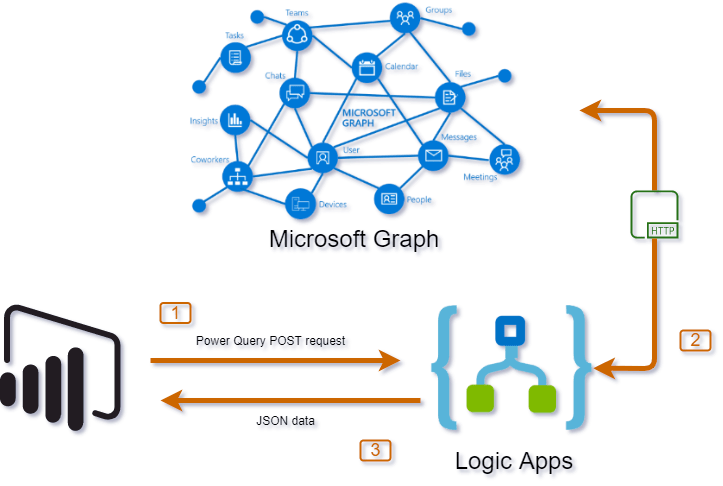 Teams
Groups
Tasks
Calendar
Chats
Files
MICROSOFT
GRAPH
Insights
Messages
User
Coworkers
Meetings
Devices
People
Microsoft Graph
HTTP
1
Power Query POST request
2
JSON data
3
Logic Apps